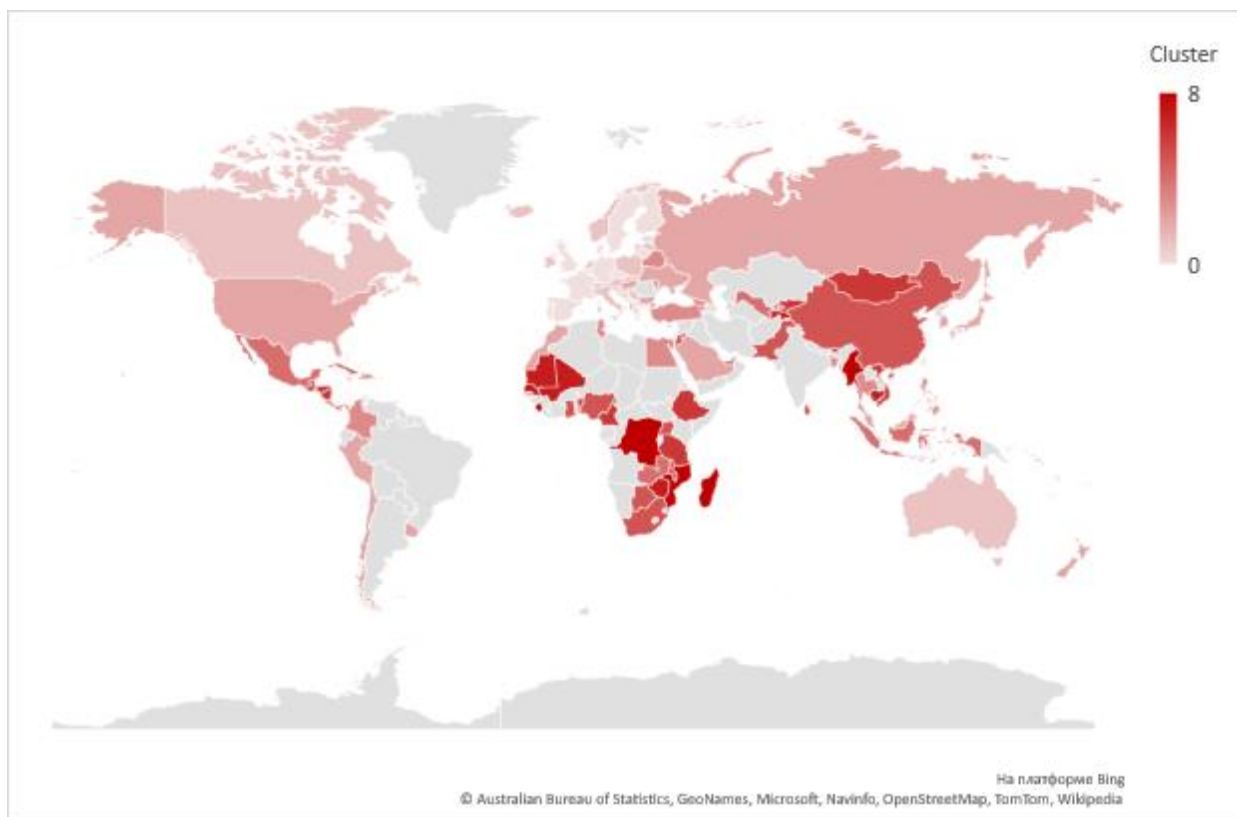 Cluster
8
0
На платформе Bing
© Australian Bureau of Statistics, GeoNames, Microsoft, Navinfo, OpenStreetMap, TomTom, Wikipedia